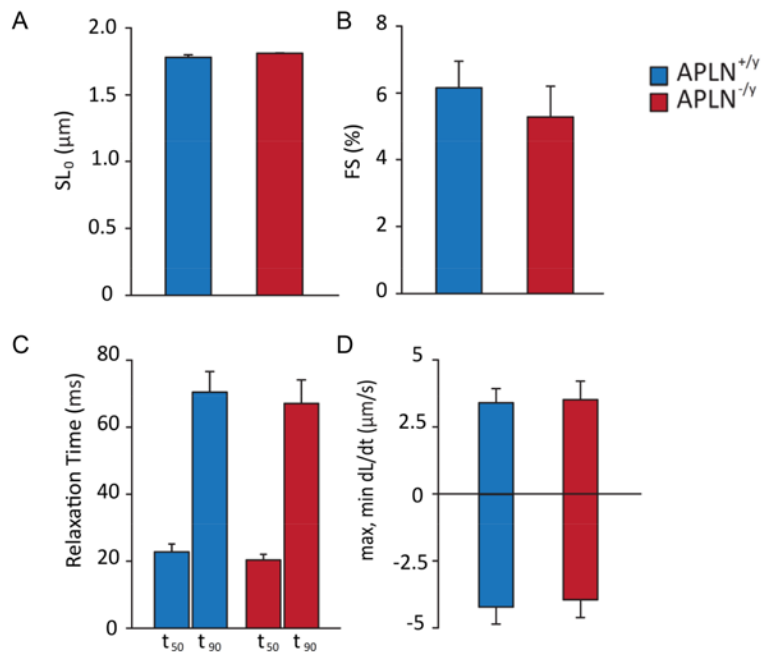 A
SL₀ (μm)
2.0
1.5
1.0
0.5
0
B
FS (%)
8
6
4
2
0
APLN⁺/ʸ
APLN⁻/ʸ
C
Relaxation Time (ms)
80
60
40
20
0
t₅₀ t₉₀ t₅₀ t₉₀
D
max, min dL/dt (μm/s)
5
2.5
0
-2.5
-5